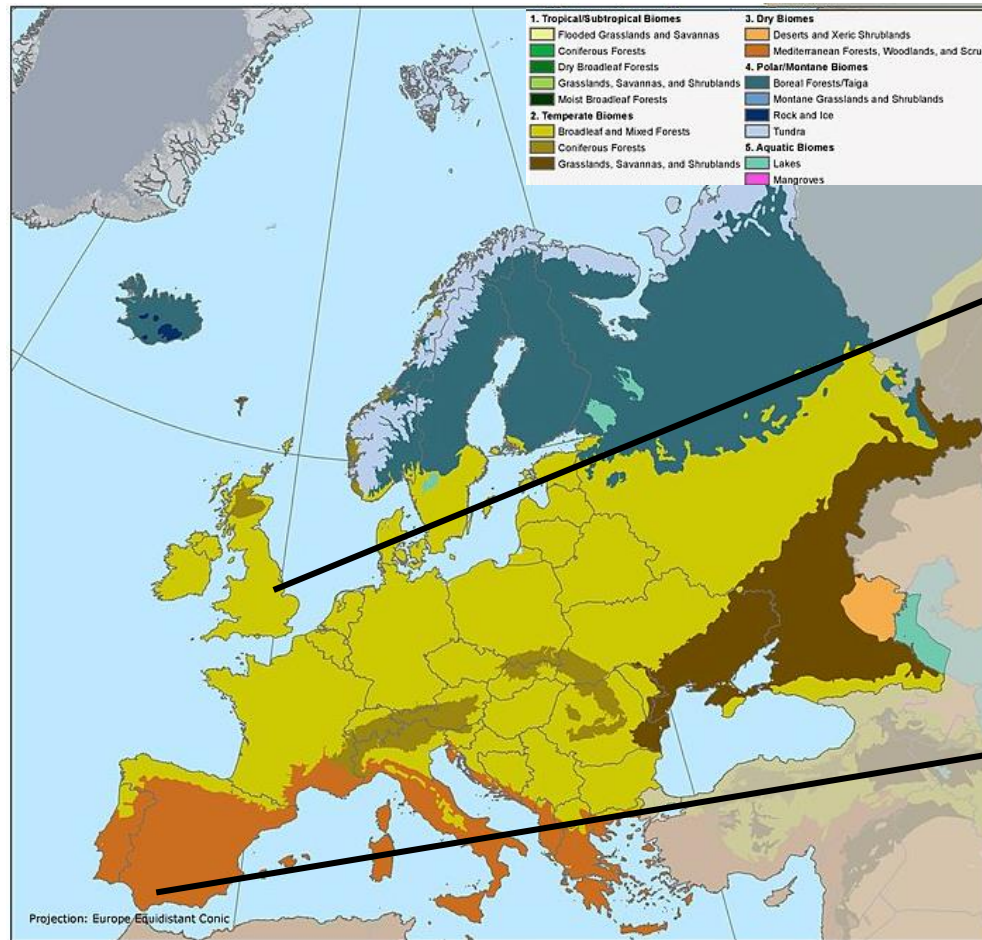 1. Tropical/Subtropical Biomes
Flooded Grasslands and Savannas
Coniferous Forests
Dry Broadleaf Forests
Grasslands, Savannas, and Shrublands
Moist Broadleaf Forests
2. Temperate Biomes
Broadleaf and Mixed Forests
Coniferous Forests
Grasslands, Savannas, and Shrublands
3. Dry Biomes
Deserts and Xeric Shrublands
Mediterranean Forests, Woodlands, and Scru
4. Polar/Montane Biomes
Boreal Forests/Taiga
Montane Grasslands and Shrublands
Rock and Ice
Tundra
5. Aquatic Biomes
Lakes
Mangroves
Projection: Europe Equidistant Conic